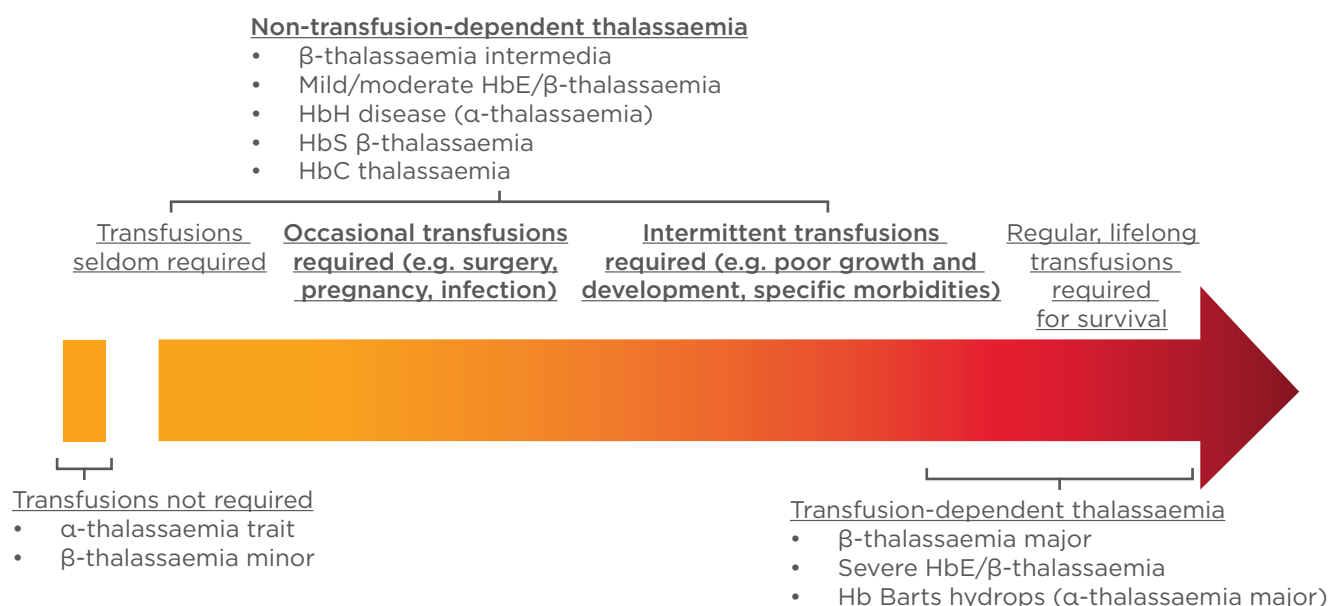 Non-transfusion-dependent thalassaemia
• β-thalassaemia intermedia
• Mild/moderate HbE/β-thalassaemia
• HbH disease (α-thalassaemia)
• HbS β-thalassaemia
• HbC thalassaemia
Transfusions
seldom required
Occasional transfusions
required (e.g. surgery,
pregnancy, infection)
Intermittent transfusions
required (e.g. poor growth and
development, specific morbidities)
Regular, lifelong
transfusions
required
for survival
Transfusions not required
• α-thalassaemia trait
• β-thalassaemia minor
Transfusion-dependent thalassaemia
• β-thalassaemia major
• Severe HbE/β-thalassaemia
• Hb Barts hydrops (α-thalassaemia major)